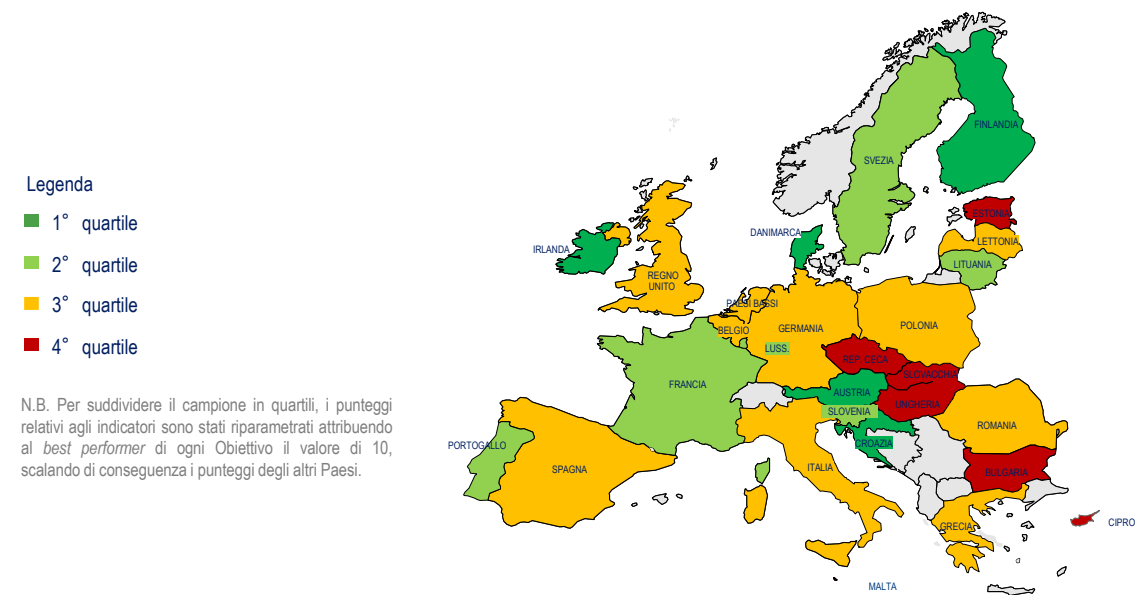 Legenda
1° quartile
2° quartile
3° quartile
4° quartile
N.B. Per suddividere il campione in quartili, i punteggi
relativi agli indicatori sono stati riparametrati attribuendo
al best performer di ogni Obiettivo il valore di 10,
scalando di conseguenza i punteggi degli altri Paesi.
FINLANDIA
SVEZIA
ESTONIA
DANIMARCA
LETTONIA
IRLANDA
LITUANIA
REGNO
UNITO
PAESI BASSI
BELGIO
GERMANIA
POLONIA
LUSS.
REP. CECA
SLOVACCHIA
FRANCIA
AUSTRIA
UNGHERIA
SLOVENIA
ROMANIA
PORTOGALLO
CROAZIA
SPAGNA
ITALIA
BULGARIA
GRECIA
CIPRO
MALTA